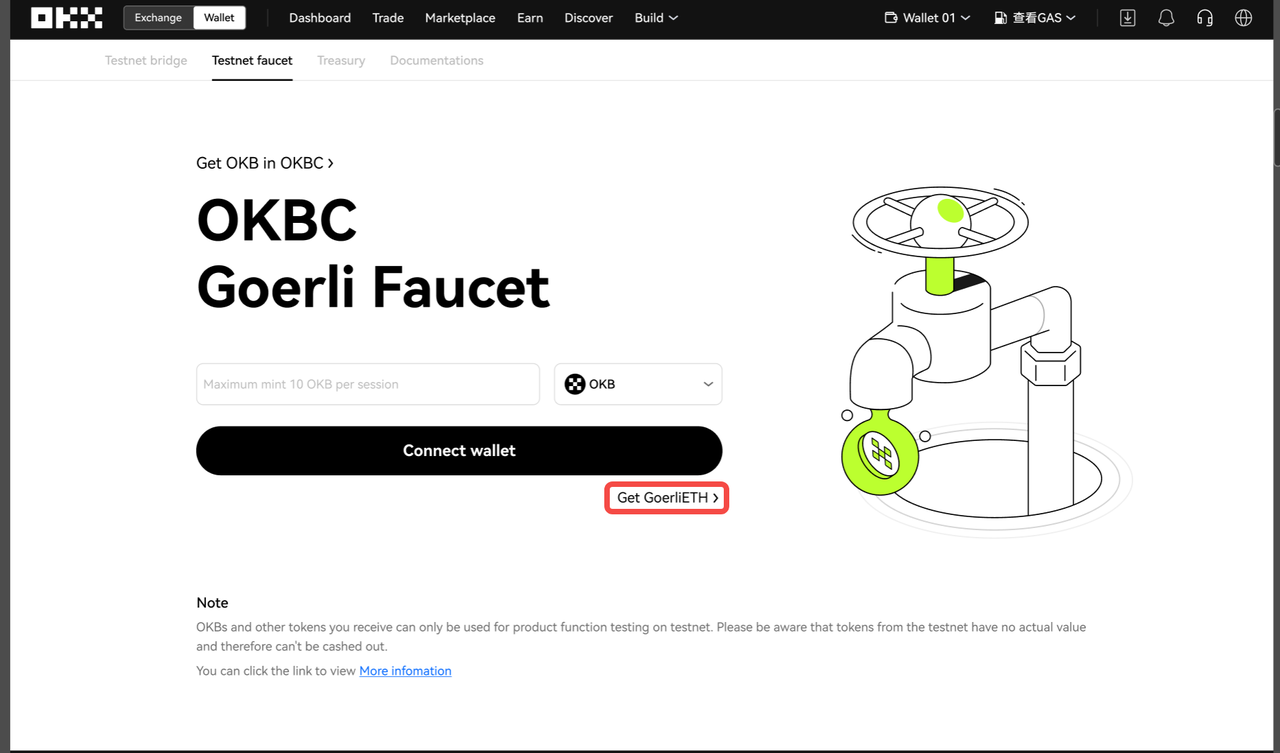 OKX Exchange Wallet Dashboard Trade Marketplace Earn Discover Build Wallet 01 查看GAS
Testnet bridge Testnet faucet Treasury Documentations
Get OKB in OKBC >
OKBC
Goerli Faucet
Maximum mint 10 OKB per session OKB
Connect wallet
Get GoerliETH >
Note
OKBs and other tokens you receive can only be used for product function testing on testnet. Please be aware that tokens from the testnet have no actual value
and therefore can't be cashed out.
You can click the link to view More infomation